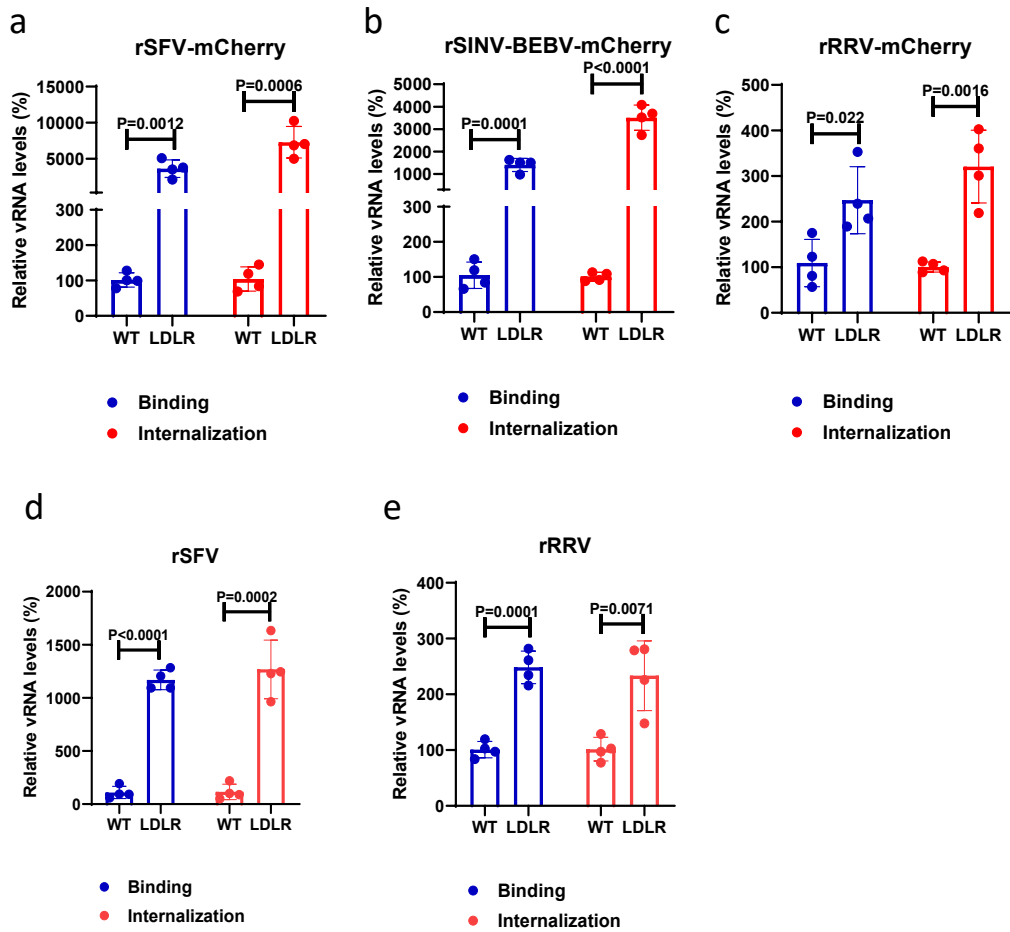 a
rSFV-mCherry
Relative vRNA levels (%)
15000
10000
5000
300
200
100
0
P=0.0012
P=0.0006
WT LDLR WT LDLR
Binding
Internalization
b
rSINV-BEBV-mCherry
Relative vRNA levels (%)
5000
4000
3000
2000
1000
300
200
100
0
P=0.0001
P<0.0001
WT LDLR WT LDLR
Binding
Internalization
c
rRRV-mCherry
Relative vRNA levels (%)
500
400
300
200
100
0
P=0.022
P=0.0016
WT LDLR WT LDLR
Binding
Internalization
d
rSFV
Relative vRNA levels (%)
2000
1500
1000
500
0
P<0.0001
P=0.0002
WT LDLR WT LDLR
Binding
Internalization
e
rRRV
Relative vRNA levels (%)
400
300
200
100
0
P=0.0001
P=0.0071
WT LDLR WT LDLR
Binding
Internalization